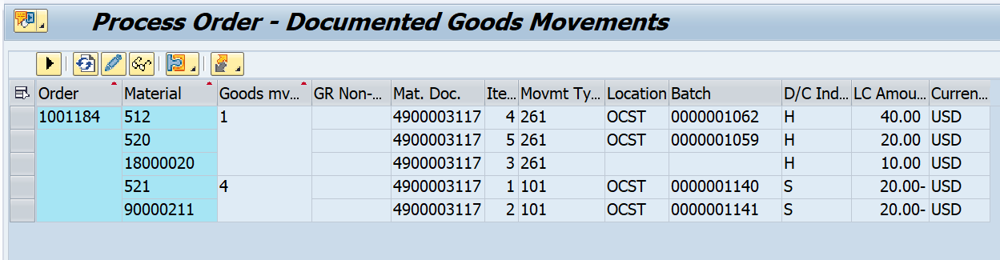 Process Order - Documented Goods Movements
Order Material Goods mv... GR Non-... Mat. Doc. Ite... Movmt Ty... Location Batch D/C Ind... LC Amou... Curren...
1001184 512 1 4900003117 4 261 OCST 0000001062 H 40.00 USD
520 4900003117 5 261 OCST 0000001059 H 20.00 USD
18000020 4900003117 3 261 H 10.00 USD
521 4 4900003117 1 101 OCST 0000001140 S 20.00- USD
90000211 4900003117 2 101 OCST 0000001141 S 20.00- USD